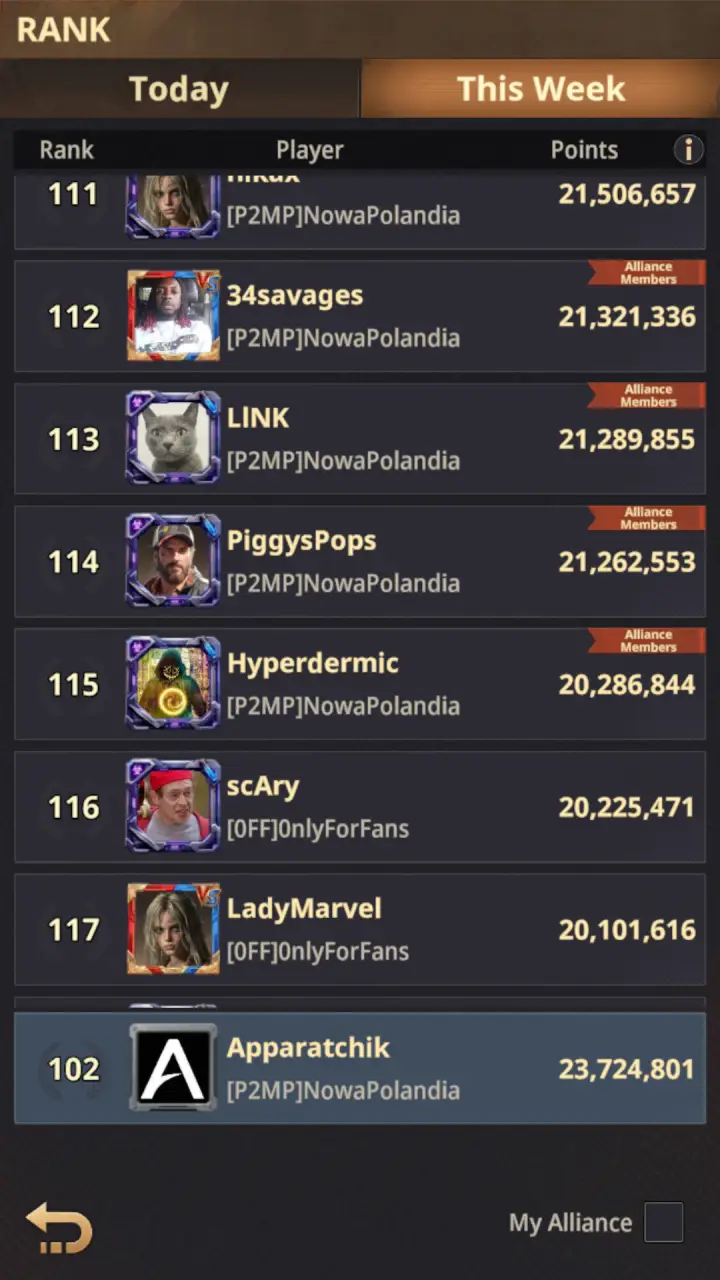 RANK
Today
This Week
Rank Player Points i
111
21,506,657
[P2MP]NowaPolandia
Alliance
Members
112
34savages
21,321,336
[P2MP]NowaPolandia
Alliance
Members
113
LlNK
21,289,855
[P2MP]NowaPolandia
Alliance
Members
114
PiggysPops
21,262,553
[P2MP]NowaPolandia
Alliance
Members
115
Hyperdermic
20,286,844
[P2MP]NowaPolandia
116
scAry
20,225,471
[0FF]0nlyForFans
117
LadyMarvel
20,101,616
[0FF]0nlyForFans
102
Apparatchik
23,724,801
[P2MP]NowaPolandia
My Alliance